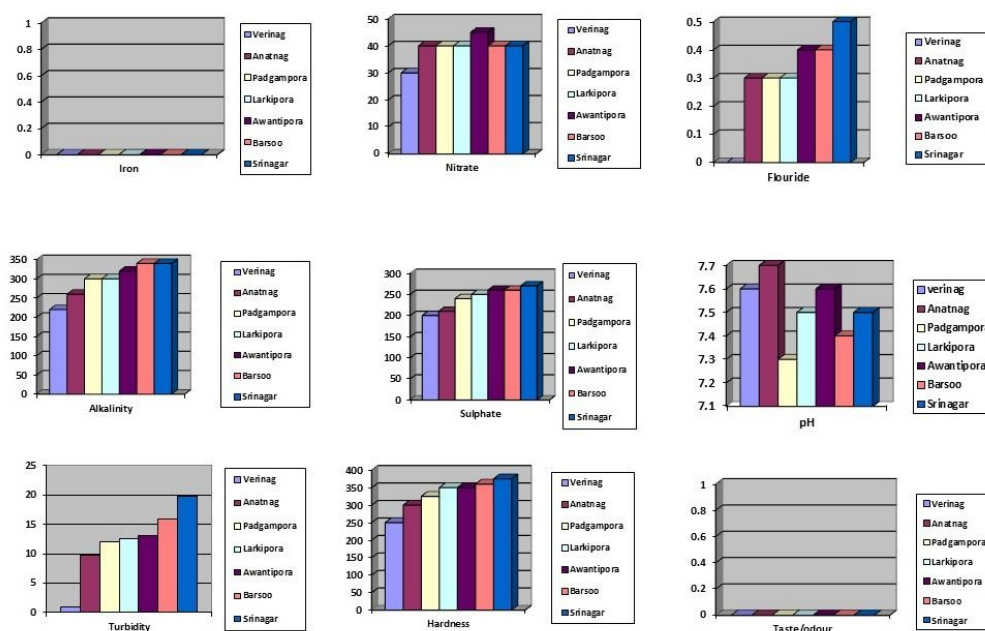 1
0.8
0.6
0.4
0.2
0
Iron
Verinag
Anatnag
Padgampora
Larkipora
Awantipora
Barsoo
Srinagar
50
40
30
20
10
0
Nitrate
Verinag
Anatnag
Padgampora
Larkipora
Awantipora
Barsoo
Srinagar
0.5
0.4
0.3
0.2
0.1
0
Flouride
Verinag
Anatnag
Padgampora
Larkipora
Awantipora
Barsoo
Srinagar
350
300
250
200
150
100
50
0
Alkalinity
Verinag
Anatnag
Padgampora
Larkipora
Awantipora
Barsoo
Srinagar
300
250
200
150
100
50
0
Sulphate
Verinag
Anatnag
Padgampora
Larkipora
Awantipora
Barsoo
Srinagar
7.7
7.6
7.5
7.4
7.3
7.2
7.1
pH
verinag
Anatnag
Padgampora
Larkipora
Awantipora
Barsoo
Srinagar
25
20
15
10
5
0
Turbidity
Verinag
Anatnag
Padgampora
Larkipora
Awantipora
Barsoo
Srinagar
400
350
300
250
200
150
100
50
0
Hardness
Verinag
Anatnag
Padgampora
Larkipora
Awantipora
Barsoo
Srinagar
1
0.8
0.6
0.4
0.2
0
Taste/odour
Verinag
Anatnag
Padgampora
Larkipora
Awantipora
Barsoo
Srinagar